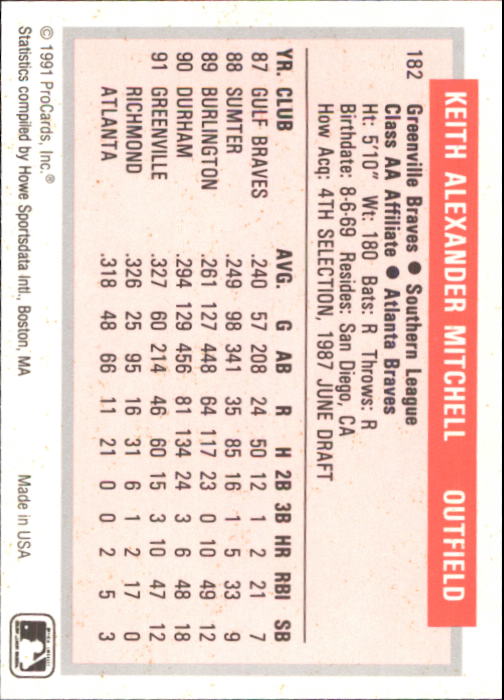 KEITH ALEXANDER MITCHELL OUTFIELD
182 Greenville Braves ● Southern League
Class AA Affiliate ● Atlanta Braves
Ht: 5'10" Wt: 180 Bats: R Throws: R
Birthdate: 8-6-69 Resides: San Diego, CA
How Acq: 4TH SELECTION, 1987 JUNE DRAFT
YR. CLUB AVG. G AB R H 2B 3B HR RBI SB
87 GULF BRAVES .240 57 208 24 50 12 1 2 21 7
88 SUMTER .249 98 341 35 85 16 1 5 33 9
89 BURLINGTON .261 127 448 64 117 23 0 10 49 12
90 DURHAM .294 129 456 81 134 24 3 6 48 18
91 GREENVILLE .327 60 214 46 60 15 3 10 47 12
RICHMOND .326 25 95 16 31 6 1 2 17 0
ATLANTA .318 48 66 11 21 0 0 2 5 3
© 1991 ProCards, Inc.®
Statistics compiled by Howe Sportsdata Intl., Boston, MA Made in USA